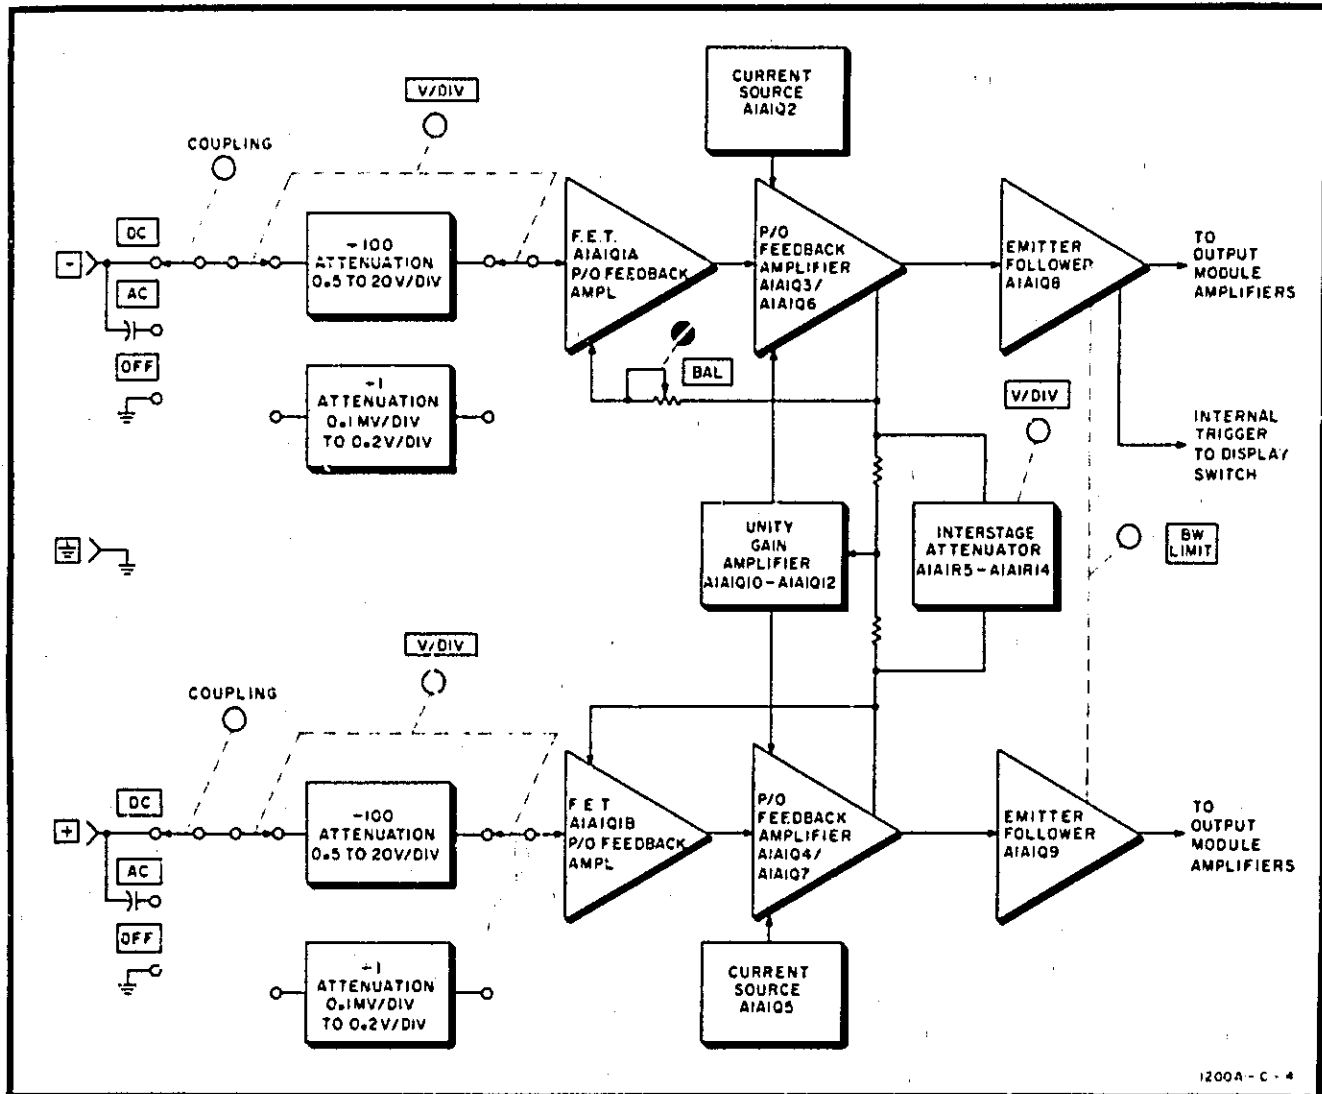 CURRENT
SOURCE
A1A1Q2
V/DIV
COUPLING
DC
-
AC
OFF
÷100
ATTENUATION
0.5 TO 20V/DIV
÷1
ATTENUATION
0.1MV/DIV
TO 0.2V/DIV
F.E.T.
A1A1Q1A
P/O FEEDBACK
AMPL
P/O
FEEDBACK
AMPLIFIER
A1A1Q3/
A1A1Q6
EMITTER
FOLLOWER
A1A1Q8
TO
OUTPUT
MODULE
AMPLIFIERS
BAL
V/DIV
INTERNAL
TRIGGER
TO DISPLAY
SWITCH
UNITY
GAIN
AMPLIFIER
A1A1Q10-A1A1Q12
INTERSTAGE
ATTENUATOR
A1A1R5-A1A1R14
BW
LIMIT
V/DIV
COUPLING
DC
+
AC
OFF
÷100
ATTENUATION
0.5 TO 20V/DIV
÷1
ATTENUATION
0.1MV/DIV
TO 0.2V/DIV
F E T
A1A1Q1B
P/O FEEDBACK
AMPL
P/O
FEEDBACK
AMPLIFIER
A1A1Q4/
A1A1Q7
EMITTER
FOLLOWER
A1A1Q9
TO
OUTPUT
MODULE
AMPLIFIERS
CURRENT
SOURCE
A1A1Q5
1200A-C-4